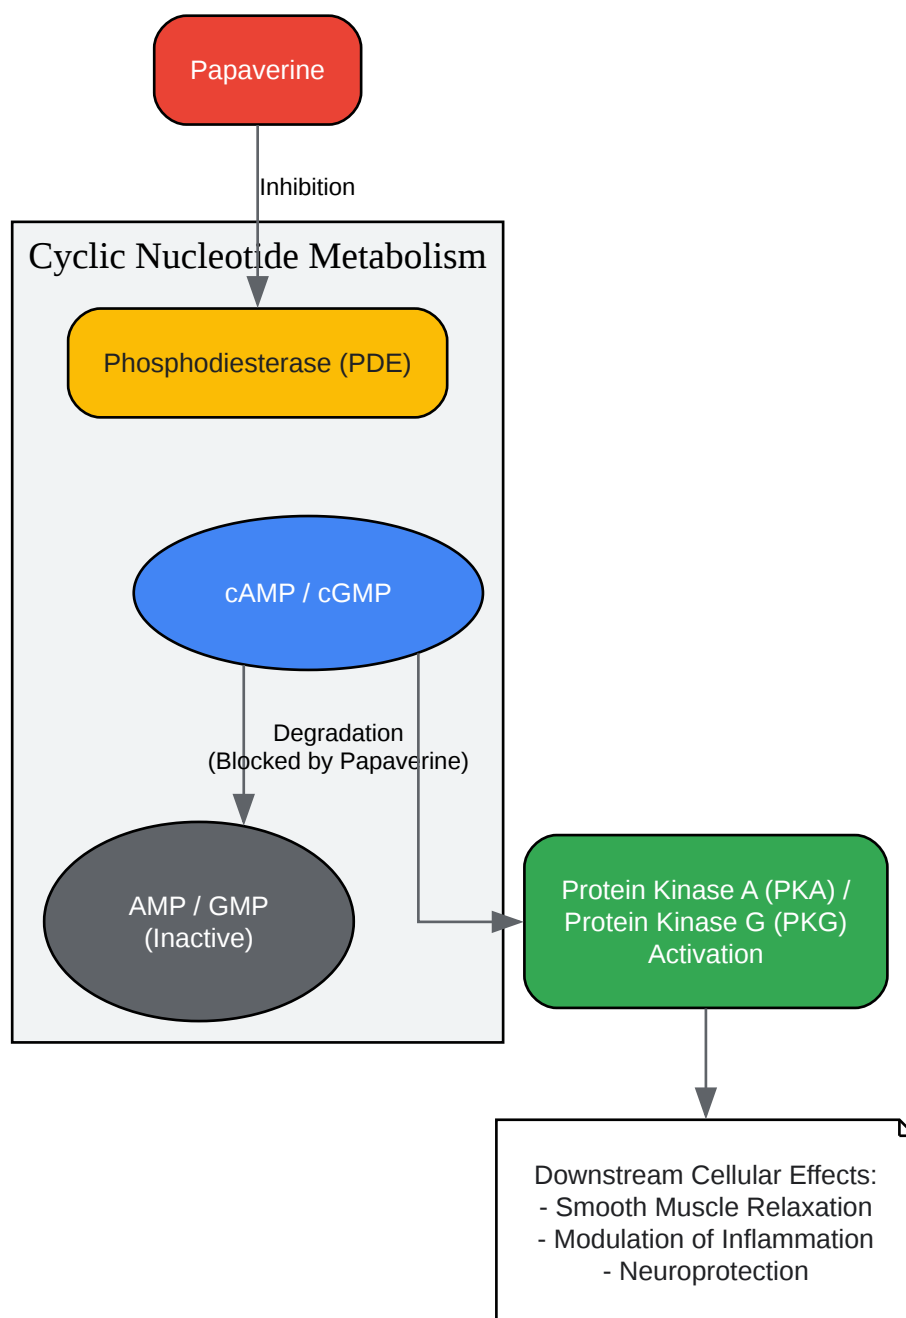 Papaverine
Inhibition
Cyclic Nucleotide Metabolism
Phosphodiesterase (PDE)
cAMP / cGMP
Degradation
(Blocked by Papaverine)
AMP / GMP
(Inactive)
Protein Kinase A (PKA) /
Protein Kinase G (PKG)
Activation
Downstream Cellular Effects:
- Smooth Muscle Relaxation
- Modulation of Inflammation
- Neuroprotection